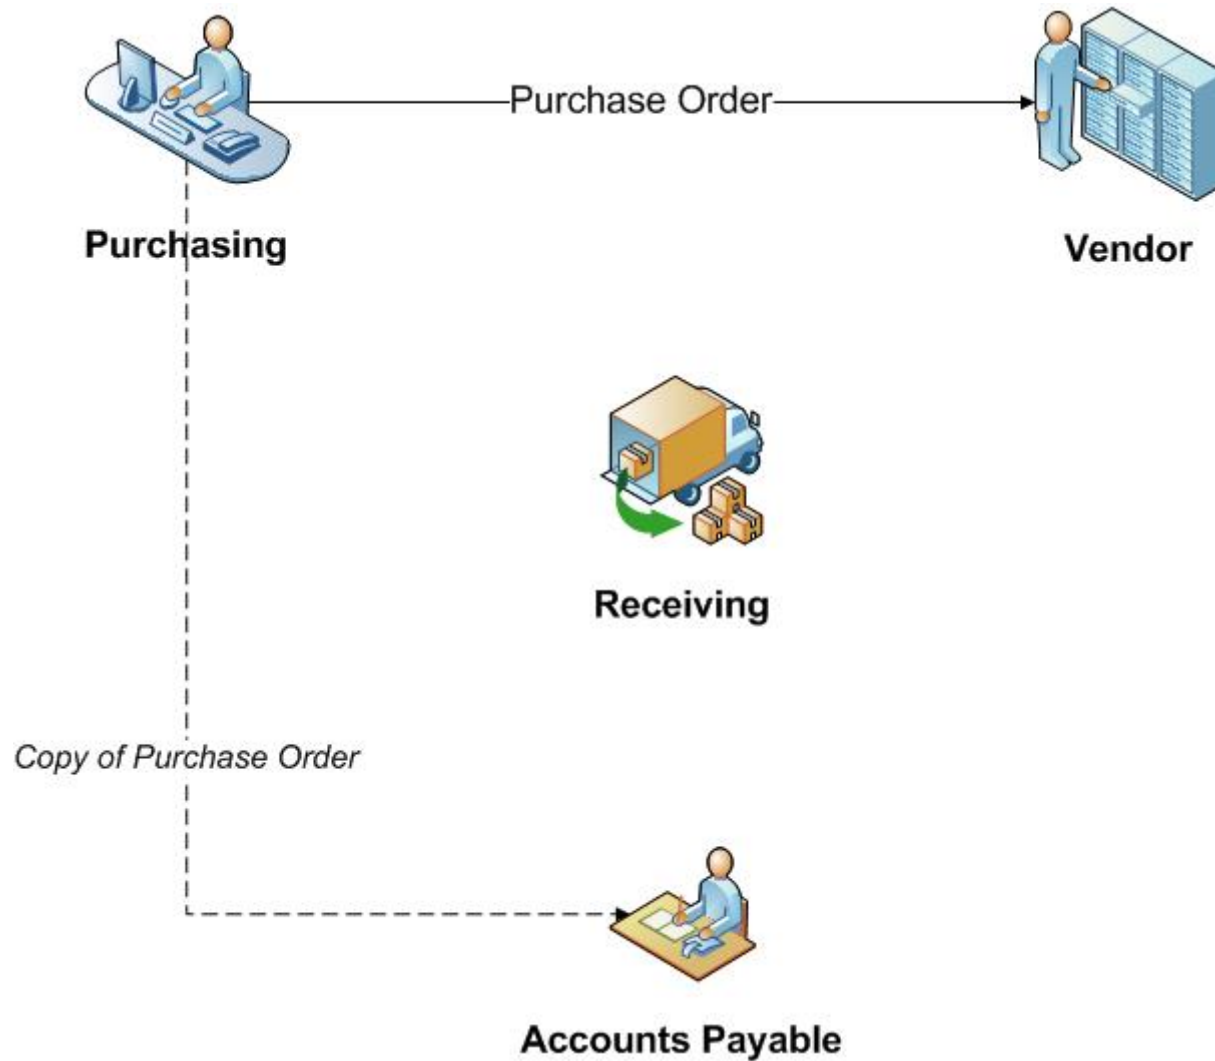 Purchase Order
Purchasing
Vendor
Receiving
Copy of Purchase Order
Accounts Payable